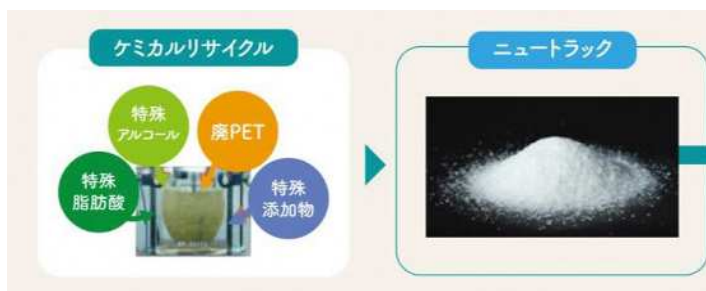 ケミカルリサイクル
ニュートラック
特殊
アルコール
廃PET
特殊
脂肪酸
特殊
添加物